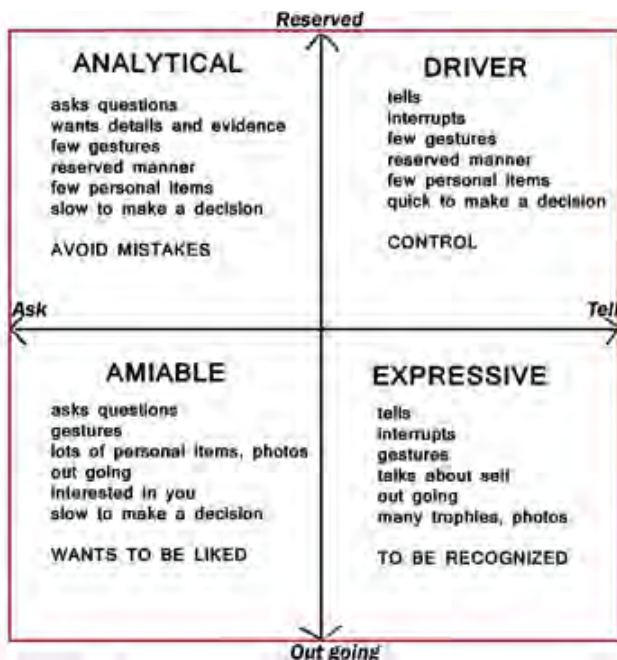 Reserved
ANALYTICAL
asks questions
wants details and evidence
few gestures
reserved manner
few personal items
slow to make a decision
AVOID MISTAKES
DRIVER
tells
interrupts
few gestures
reserved manner
few personal items
quick to make a decision
CONTROL
Ask
Tell
AMIABLE
asks questions
gestures
lots of personal items, photos
out going
interested in you
slow to make a decision
WANTS TO BE LIKED
EXPRESSIVE
tells
interrupts
gestures
talks about self
out going
many trophies, photos
TO BE RECOGNIZED
Out going